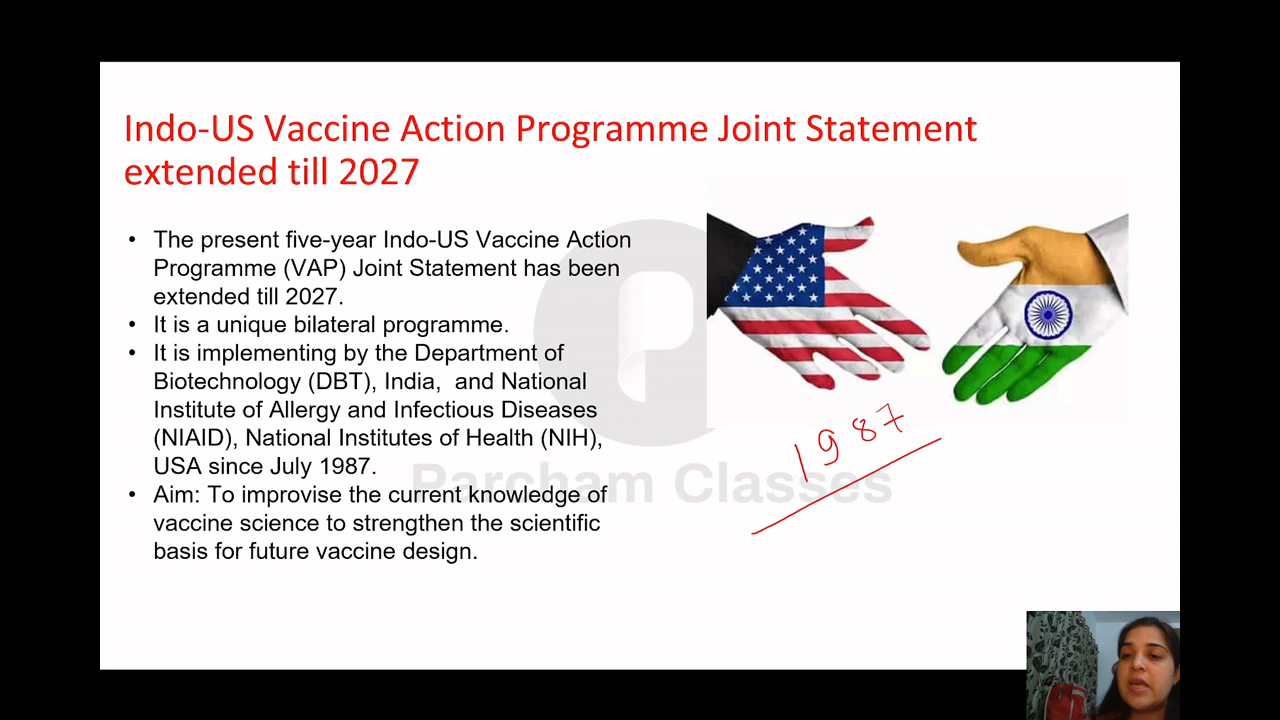 Indo-US Vaccine Action Programme Joint Statement
extended till 2027
• The present five-year Indo-US Vaccine Action
Programme (VAP) Joint Statement has been
extended till 2027.
• It is a unique bilateral programme.
• It is implementing by the Department of
Biotechnology (DBT), India, and National
Institute of Allergy and Infectious Diseases
(NIAID), National Institutes of Health (NIH),
USA since July 1987.
• Aim: To improvise the current knowledge of
vaccine science to strengthen the scientific
basis for future vaccine design.
1987
Parcham Classes